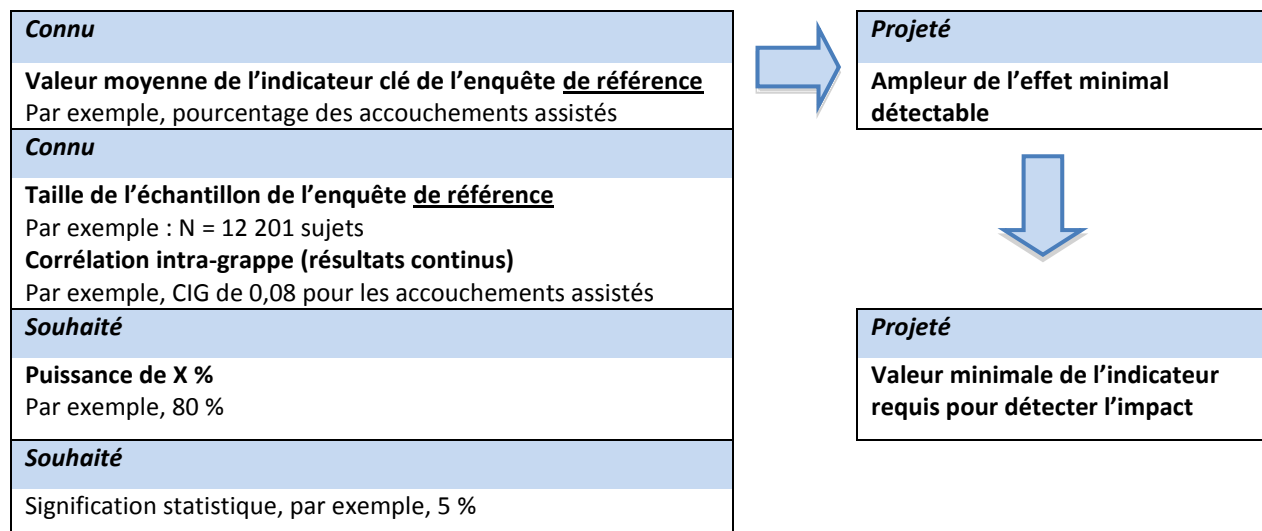 Connu
Valeur moyenne de l’indicateur clé de l’enquête de référence
Par exemple, pourcentage des accouchements assistés
Connu
Taille de l’échantillon de l’enquête de référence
Par exemple : N = 12 201 sujets
Corrélation intra-grappe (résultats continus)
Par exemple, CIG de 0,08 pour les accouchements assistés
Souhaité
Puissance de X %
Par exemple, 80 %
Souhaité
Signification statistique, par exemple, 5 %
Projeté
Ampleur de l’effet minimal
détectable
Projeté
Valeur minimale de l’indicateur
requis pour détecter l’impact